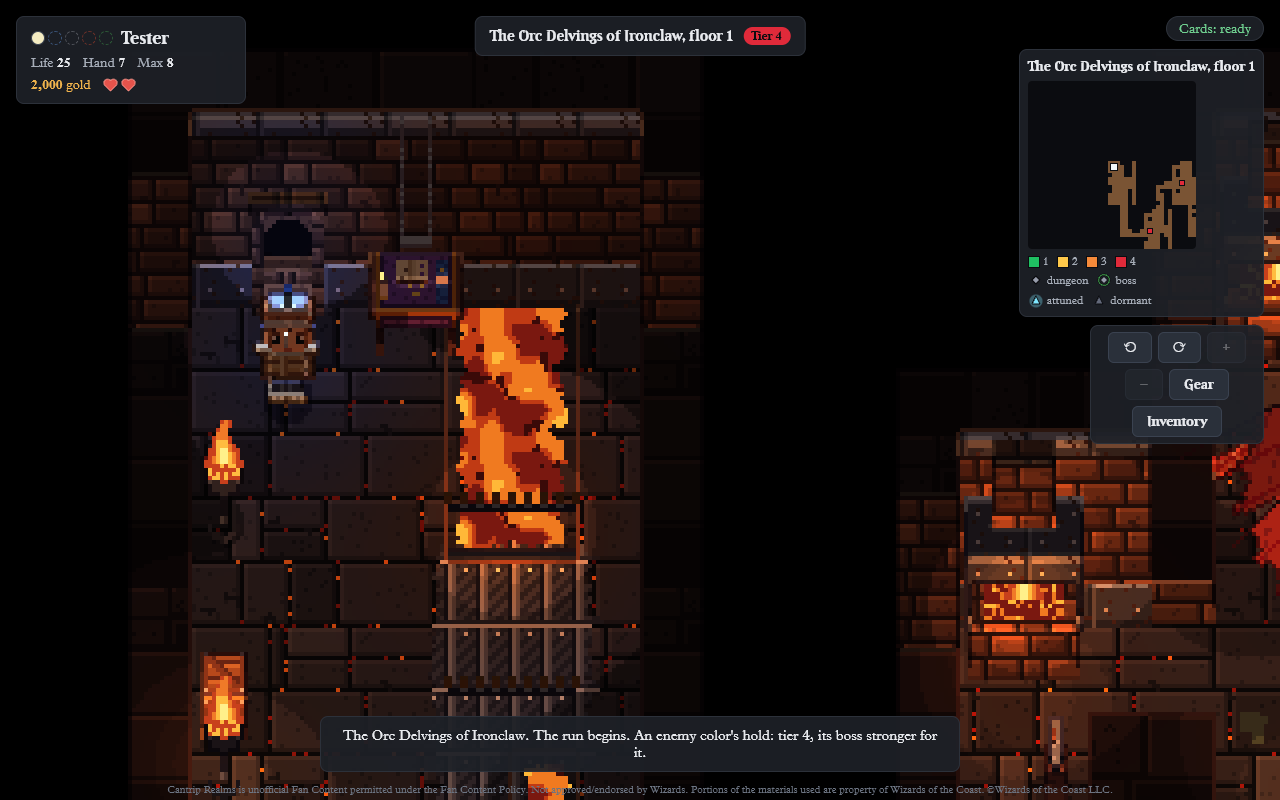 Tester
Life 25 Hand 7 Max 8
2,000 gold
The Orc Delvings of Ironclaw, floor 1 Tier 4
Cards: ready
The Orc Delvings of Ironclaw, floor 1
1 2 3 4
dungeon boss
attuned dormant
+
−
Gear
Inventory
The Orc Delvings of Ironclaw. The run begins. An enemy color's hold: tier 4, its boss stronger for
it.
Cantrip Realms is unofficial Fan Content permitted under the Fan Content Policy. Not approved/endorsed by Wizards. Portions of the materials used are property of Wizards of the Coast. ©Wizards of the Coast LLC.